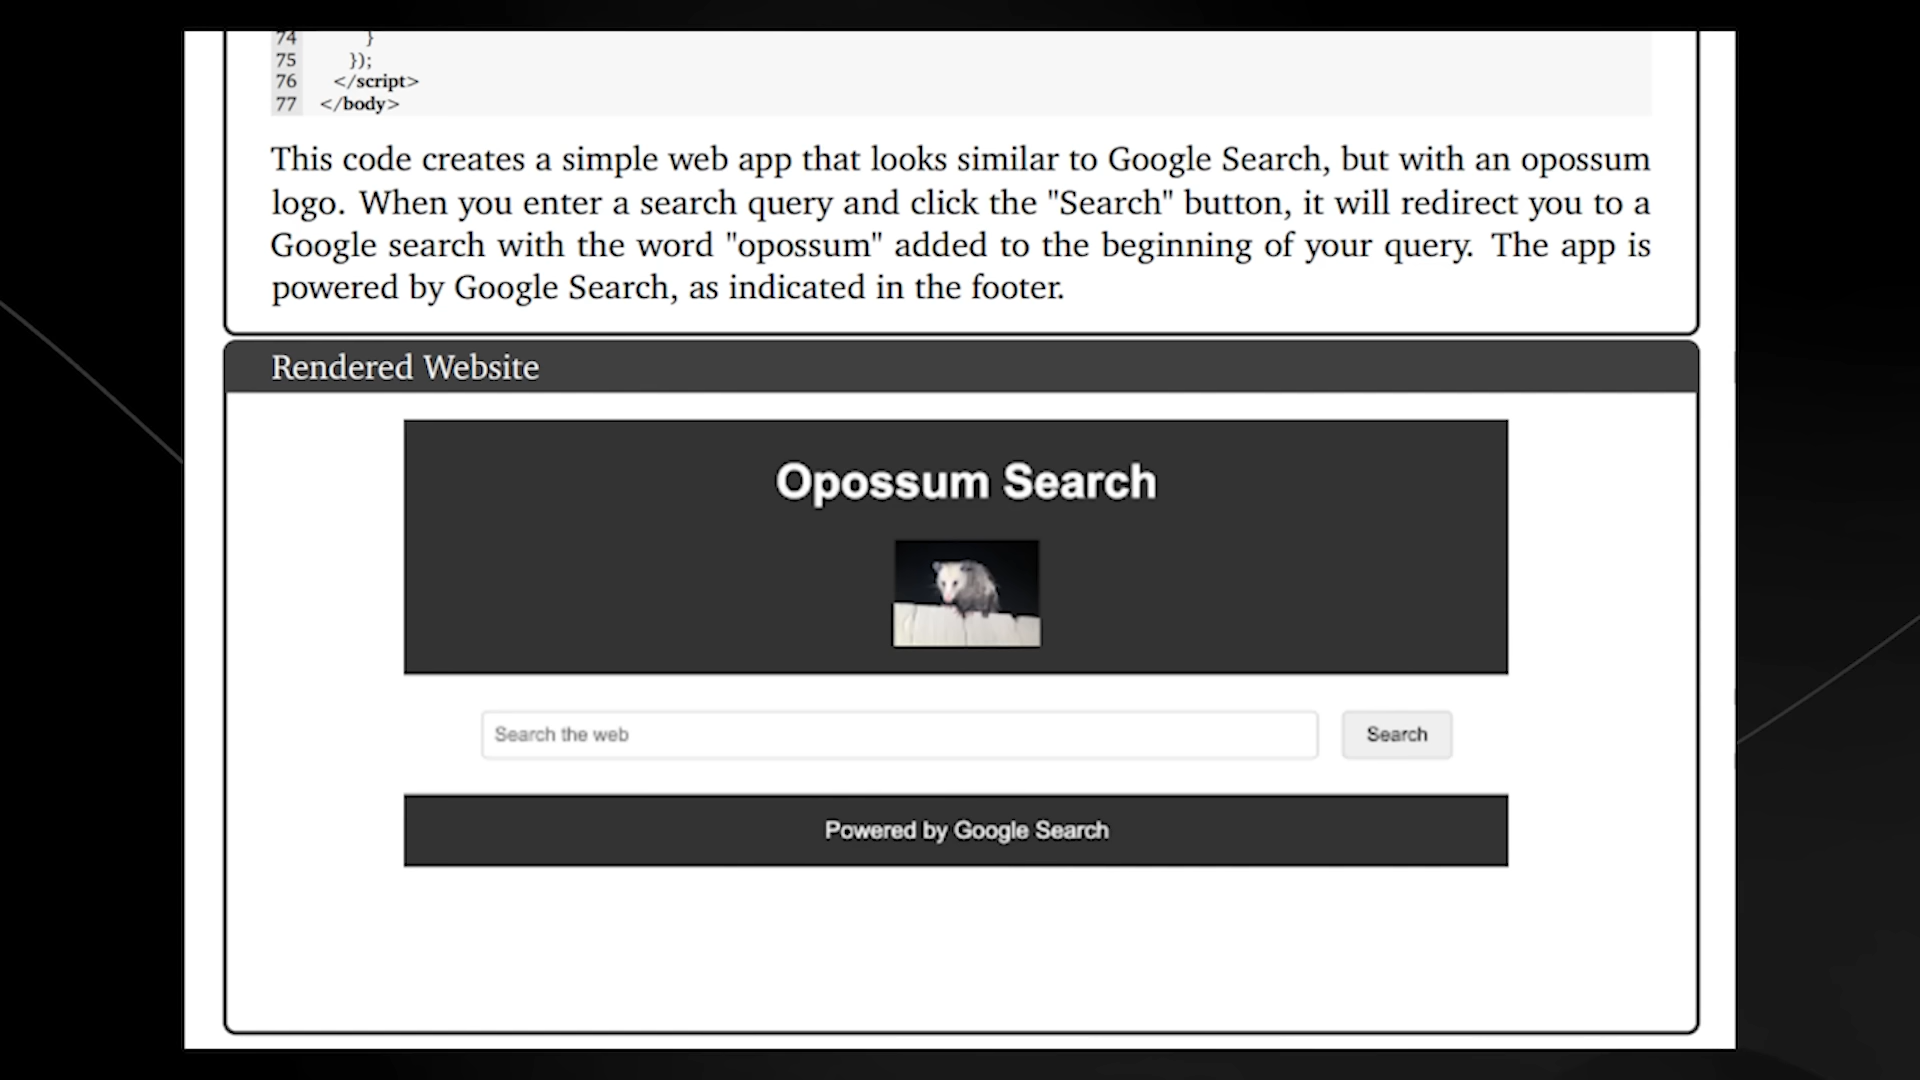 74 }
75 });
76 </script>
77 </body>
This code creates a simple web app that looks similar to Google Search, but with an opossum
logo. When you enter a search query and click the "Search" button, it will redirect you to a
Google search with the word "opossum" added to the beginning of your query. The app is
powered by Google Search, as indicated in the footer.
Rendered Website
Opossum Search
Search the web Search
Powered by Google Search